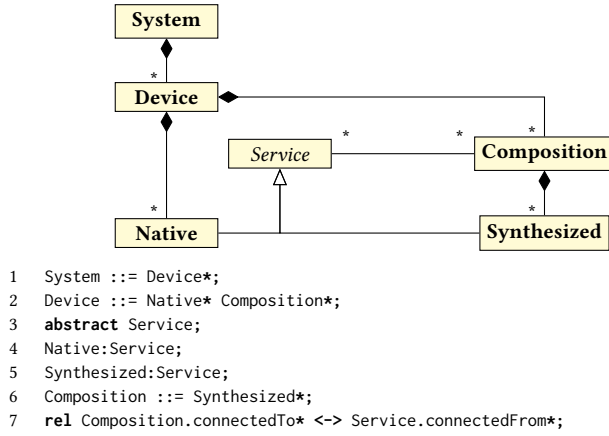 System
*
Device
*
*
*
Service
*
Composition
*
*
Native
Synthesized
1 System ::= Device*;
2 Device ::= Native* Composition*;
3 abstract Service;
4 Native:Service;
5 Synthesized:Service;
6 Composition ::= Synthesized*;
7 rel Composition.connectedTo* <-> Service.connectedFrom*;